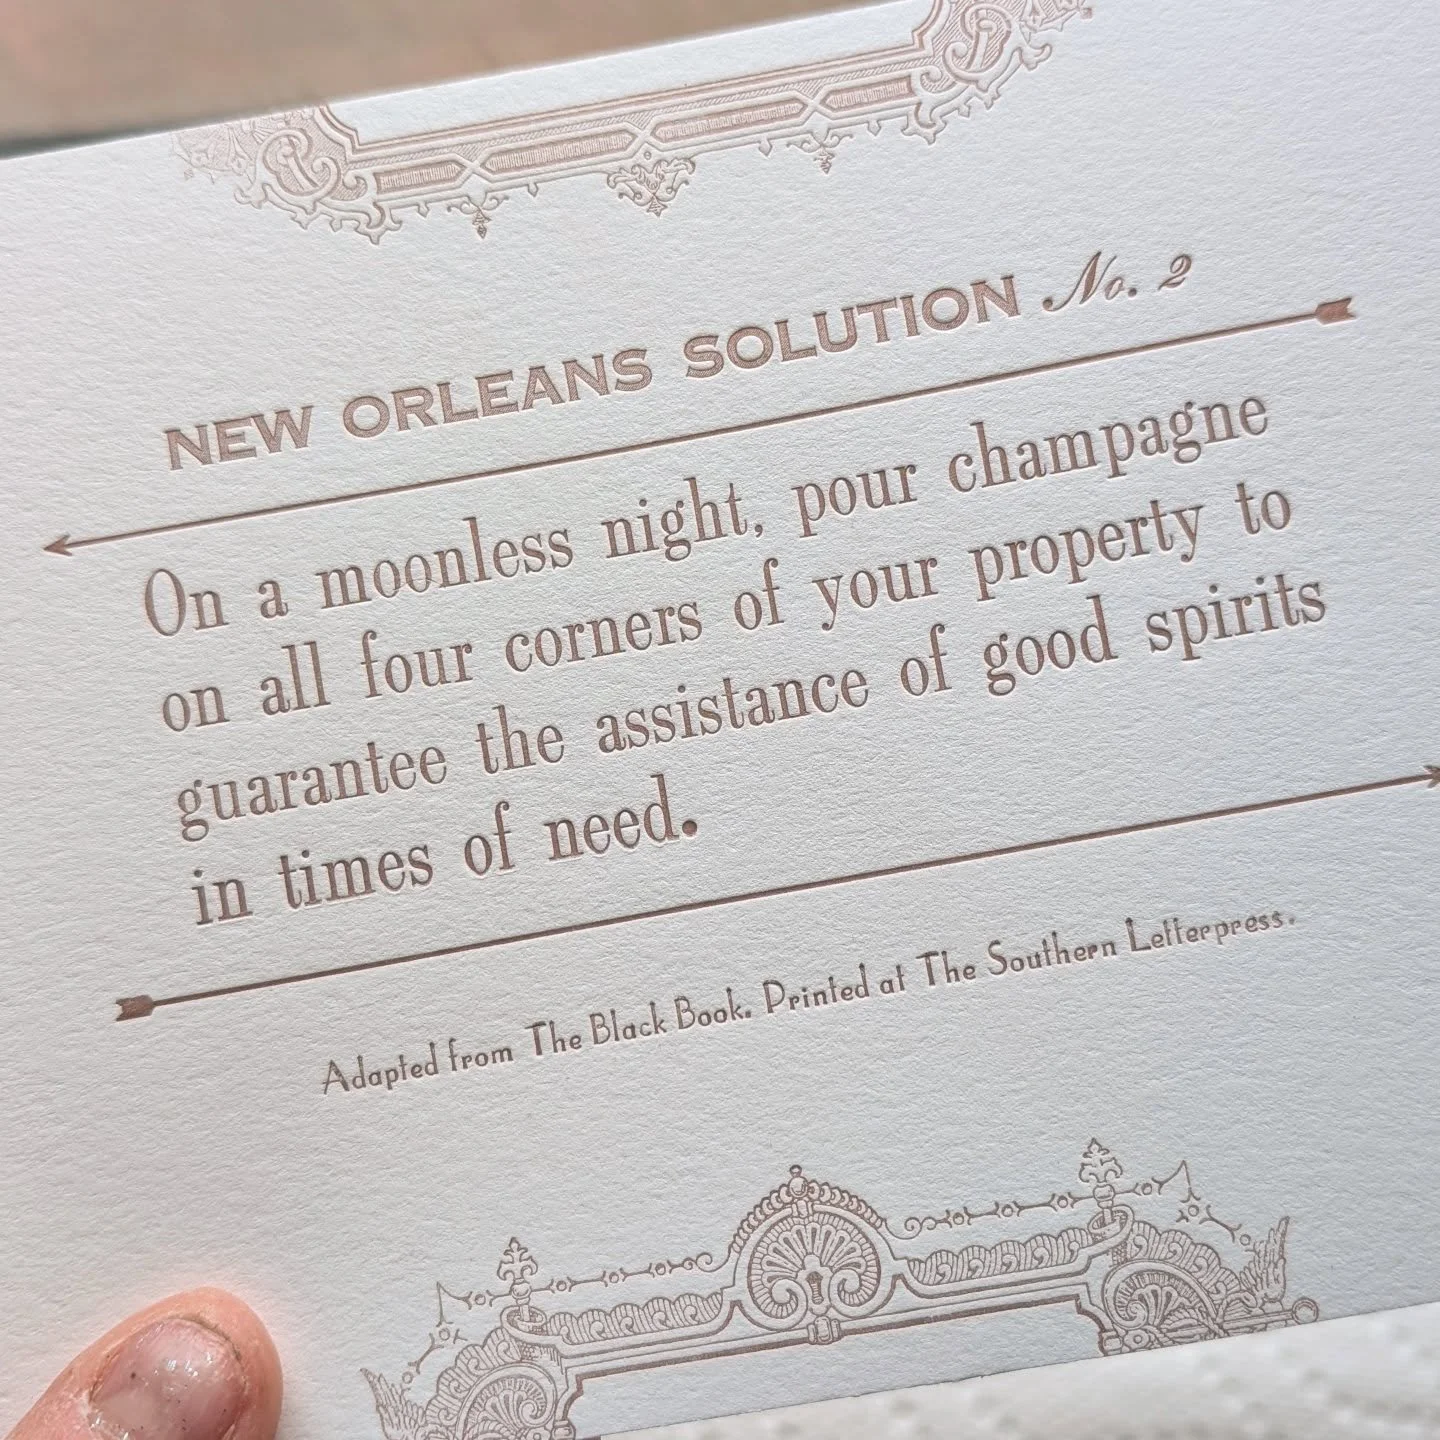 NEW ORLEANS SOLUTION No. 2
On a moonless night, pour champagne
on all four corners of your property to
guarantee the assistance of good spirits
in times of need.
Adapted from The Black Book. Printed at The Southern Letterpress.